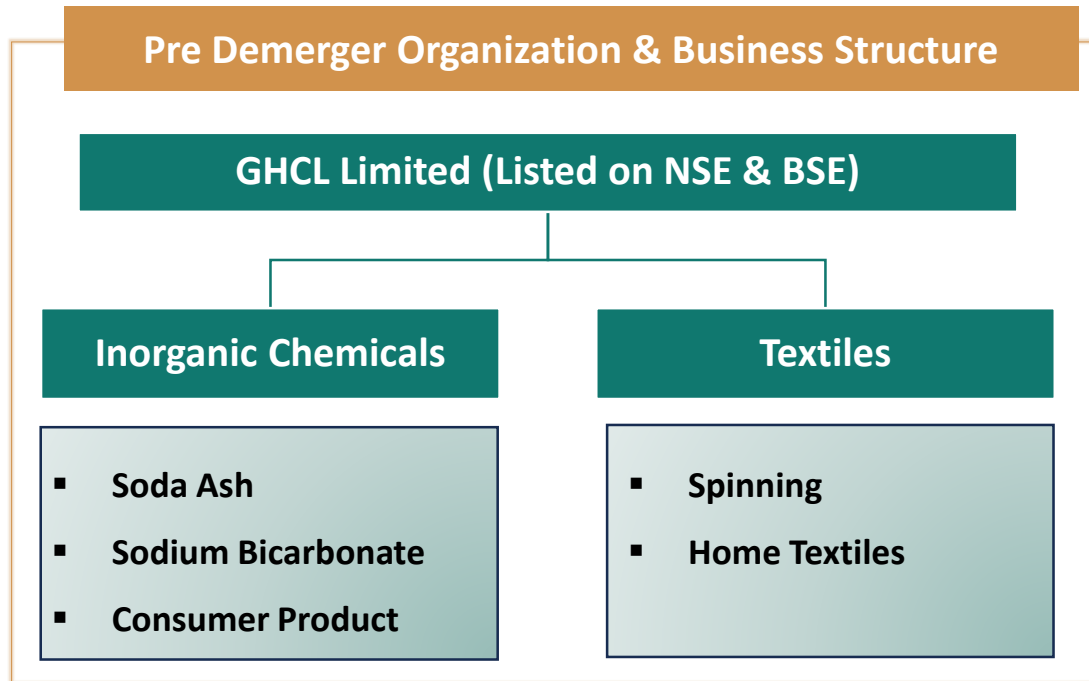 Pre Demerger Organization & Business Structure
GHCL Limited (Listed on NSE & BSE)
Inorganic Chemicals
Textiles
▪ Soda Ash
▪ Sodium Bicarbonate
▪ Consumer Product
▪ Spinning
▪ Home Textiles